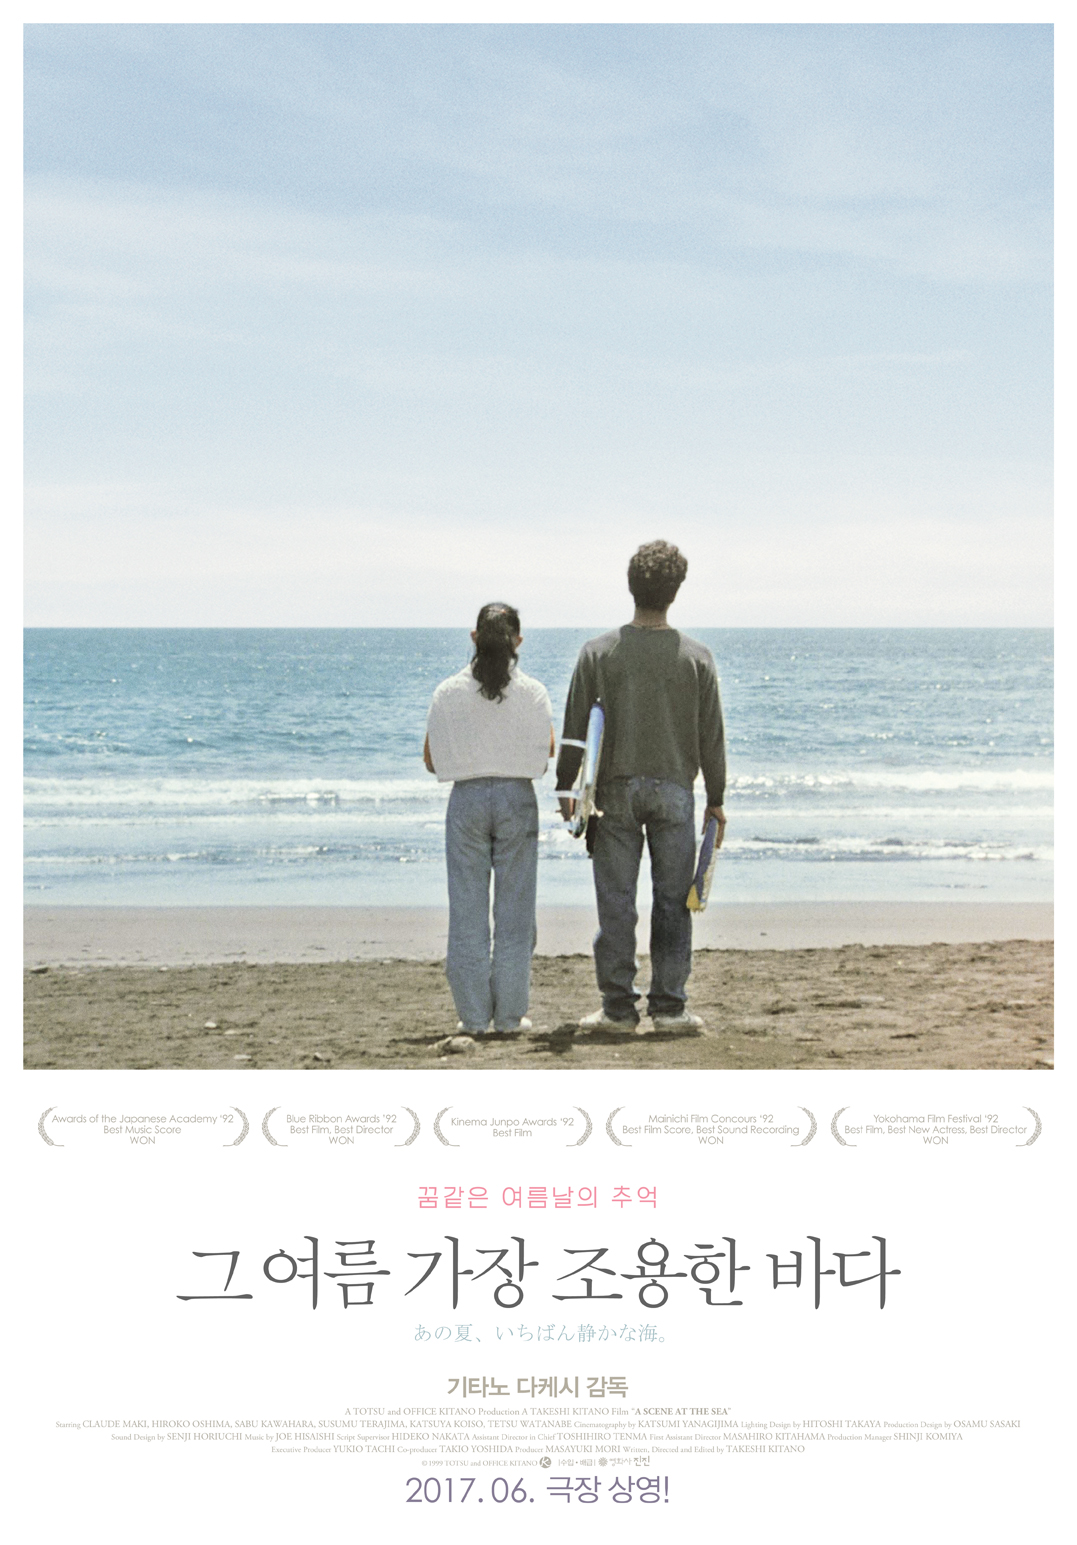 Awards of the Japanese Academy '92
Best Music Score
WON
Blue Ribbon Awards '92
Best Film, Best Director
WON
Kinema Junpo Awards '92
Best Film
Mainichi Film Concours '92
Best Film Score, Best Sound Recording
WON
Yokohama Film Festival '92
Best Film, Best New Actress, Best Director
WON
꿈같은 여름날의 추억
그 여름 가장 조용한 바다
あの夏、いちばん静かな海。
기타노 다케시 감독
A TOTSU and OFFICE KITANO Production A TAKESHI KITANO Film "A SCENE AT THE SEA"
Starring CLAUDE MAKI, HIROKO OSHIMA, SABU KAWAHARA, SUSUMU TERAJIMA, KATSUYA KOISO, TETSU WATANABE Cinematography by KATSUMI YANAGIJIMA Lighting Design by HITOSHI TAKAYA Production Design by OSAMU SASAKI
Sound Design by SENJI HORIUCHI Music by JOE HISAISHI Script Supervisor HIDEKO NAKATA Assistant Director in Chief TOSHIHIRO TENMA First Assistant Director MASAHIRO KITAHAMA Production Manager SHINJI KOMIYA
Executive Producer YUKIO TACHI Co-producer TAKIO YOSHIDA Producer MASAYUKI MORI Written, Directed and Edited by TAKESHI KITANO
© 1999 TOTSU and OFFICE KITANO K |수입·배급| 영화사 진진
2017. 06. 극장 상영!